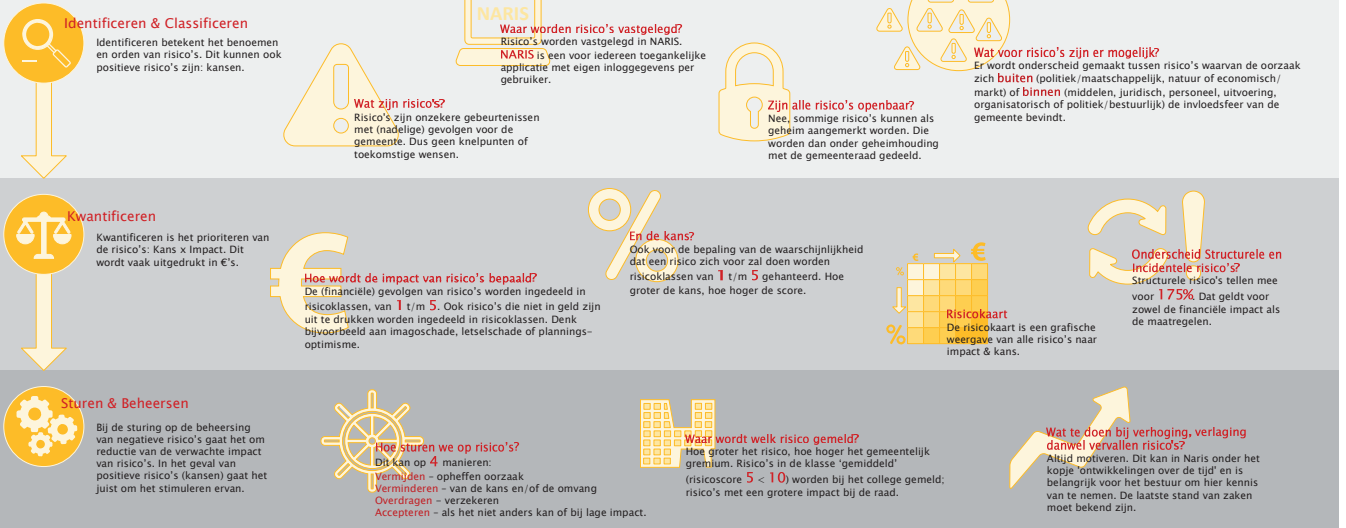 Identificeren & Classificeren
Identificeren betekent het benoemen
en orden van risico's. Dit kunnen ook
positieve risico's zijn: kansen.
Wat zijn risico's?
Risico's zijn onzekere gebeurtenissen
met (nadelige) gevolgen voor de
gemeente. Dus geen knelpunten of
toekomstige wensen.
NARIS
Waar worden risico's vastgelegd?
Risico's worden vastgelegd in NARIS.
NARIS is een voor iedereen toegankelijke
applicatie met eigen inloggegevens per
gebruiker.
Zijn alle risico's openbaar?
Nee, sommige risico's kunnen als
geheim aangemerkt worden. Die
worden dan onder geheimhouding
met de gemeenteraad gedeeld.
Wat voor risico's zijn er mogelijk?
Er wordt onderscheid gemaakt tussen risico's waarvan de oorzaak
zich buiten (politiek/maatschappelijk, natuur of economisch/
markt) of binnen (middelen, juridisch, personeel, uitvoering,
organisatorisch of politiek/bestuurlijk) de invloedsfeer van de
gemeente bevindt.
Kwantificeren
Kwantificeren is het prioriteren van
de risico's: Kans x Impact. Dit
wordt vaak uitgedrukt in €'s.
€
Hoe wordt de impact van risico's bepaald?
De (financiële) gevolgen van risico's worden ingedeeld in
risicoklassen, van 1 t/m 5. Ook risico's die niet in geld zijn
uit te drukken worden ingedeeld in risicoklassen. Denk
bijvoorbeeld aan imagoschade, letselschade of plannings-
optimisme.
%
En de kans?
Ook voor de bepaling van de waarschijnlijkheid
dat een risico zich voor zal doen worden
risicoklassen van 1 t/m 5 gehanteerd. Hoe
groter de kans, hoe hoger de score.
€ €
%
%
Risicokaart
De risicokaart is een grafische
weergave van alle risico's naar
impact & kans.
!
Onderscheid Structurele en
Incidentele risico's?
Structurele risico's tellen mee
voor 175%. Dat geldt voor
zowel de financiële impact als
de maatregelen.
Sturen & Beheersen
Bij de sturing op de beheersing
van negatieve risico's gaat het om
reductie van de verwachte impact
van risico's. In het geval van
positieve risico's (kansen) gaat het
juist om het stimuleren ervan.
Hoe sturen we op risico's?
Dit kan op 4 manieren:
Vermijden – opheffen oorzaak
Verminderen – van de kans en/of de omvang
Overdragen – verzekeren
Accepteren – als het niet anders kan of bij lage impact.
Waar wordt welk risico gemeld?
Hoe groter het risico, hoe hoger het gemeentelijk
gremium. Risico's in de klasse 'gemiddeld'
(risicoscore 5 < 10) worden bij het college gemeld;
risico's met een grotere impact bij de raad.
Wat te doen bij verhoging, verlaging
danwel vervallen risico's?
Altijd motiveren. Dit kan in Naris onder het
kopje 'ontwikkelingen over de tijd' en is
belangrijk voor het bestuur om hier kennis
van te nemen. De laatste stand van zaken
moet bekend zijn.